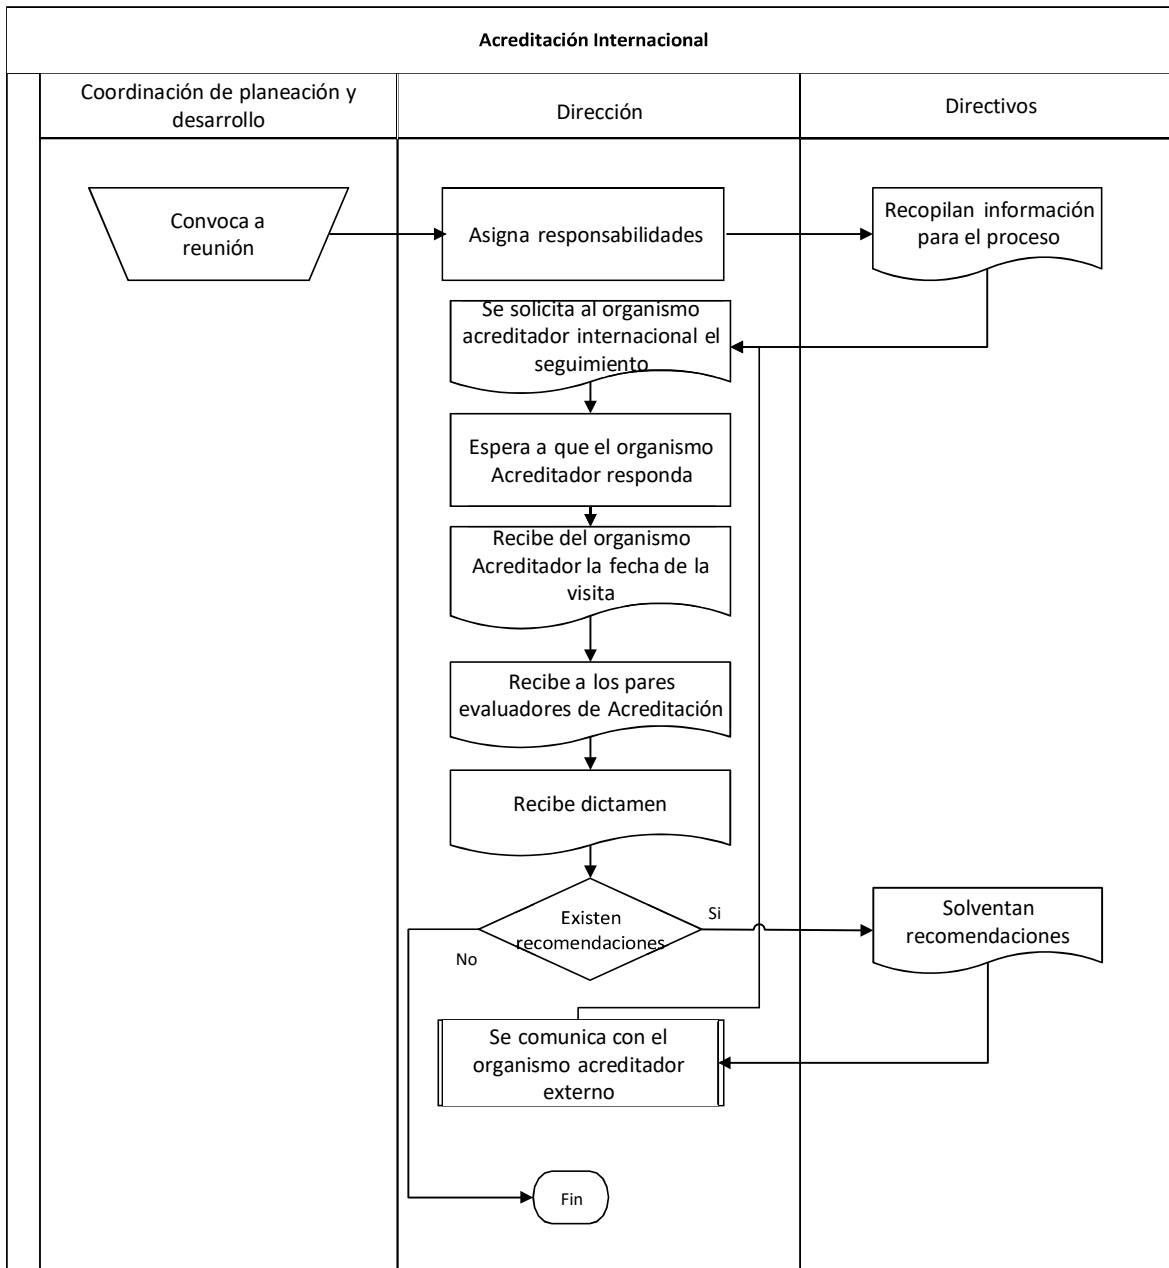 Acreditación Internacional
Coordinación de planeación y
desarrollo
Dirección
Directivos
Convoca a
reunión
Asigna responsabilidades
Recopilan información
para el proceso
Se solicita al organismo
acreditador internacional el
seguimiento
Espera a que el organismo
Acreditador responda
Recibe del organismo
Acreditador la fecha de la
visita
Recibe a los pares
evaluadores de Acreditación
Recibe dictamen
Existen
recomendaciones
Si
No
Solventan
recomendaciones
Se comunica con el
organismo acreditador
externo
Fin